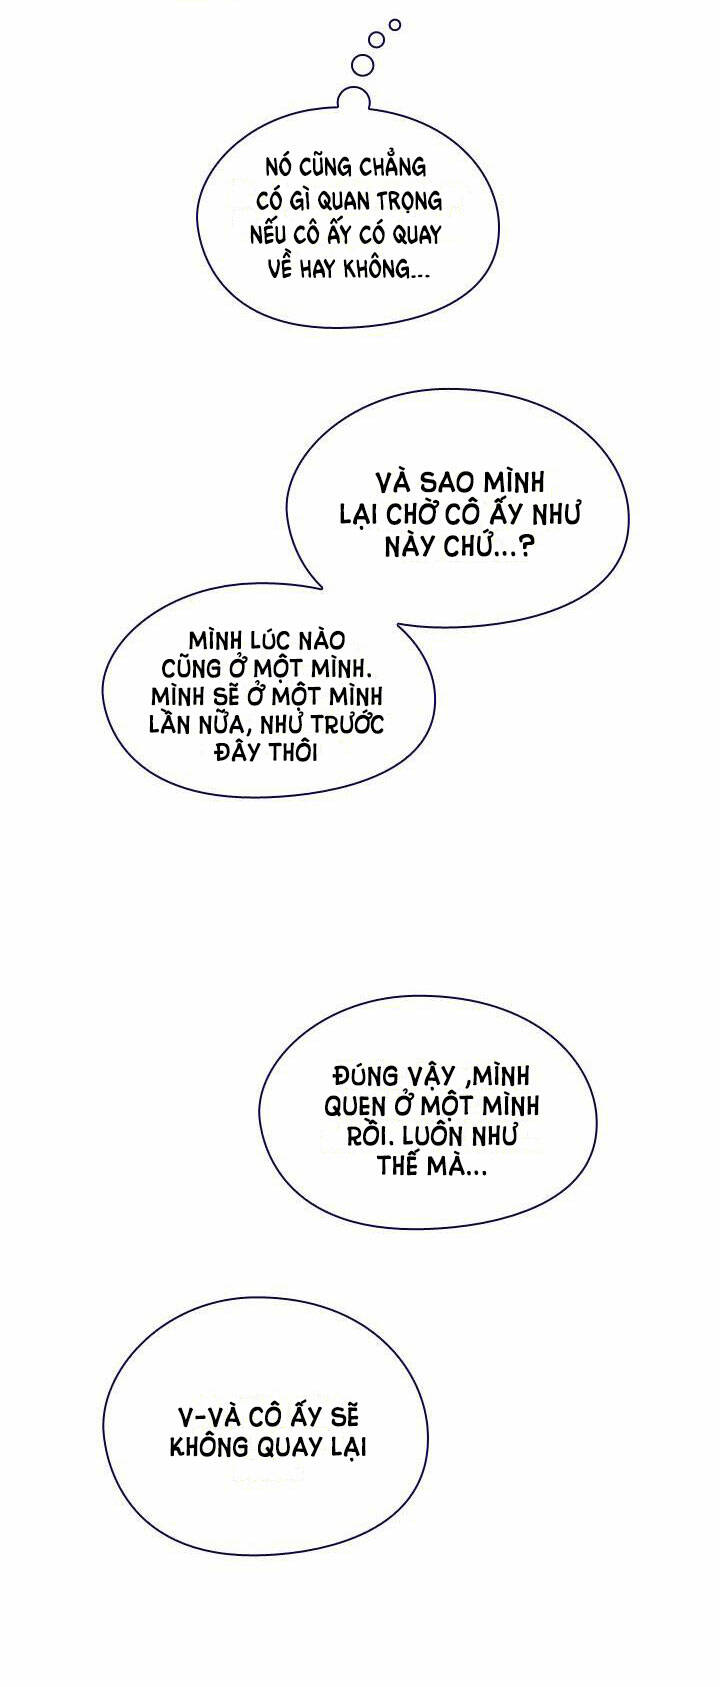 NÓ CŨNG CHẲNG
CÓ GÌ QUAN TRỌNG
NẾU CÔ ẤY CÓ QUAY
VỀ HAY KHÔNG...
VÀ SAO MÌNH
LẠI CHỜ CÔ ẤY NHƯ
NÀY CHỨ...?
MÌNH LÚC NÀO
CŨNG Ở MỘT MÌNH.
MÌNH SẼ Ở MỘT MÌNH
LẦN NỮA, NHƯ TRƯỚC
ĐÂY THÔI
ĐÚNG VẬY ,MÌNH
QUEN Ở MỘT MÌNH
RỒI. LUÔN NHƯ
THẾ MÀ...
V-VÀ CÔ ẤY SẼ
KHÔNG QUAY LẠI